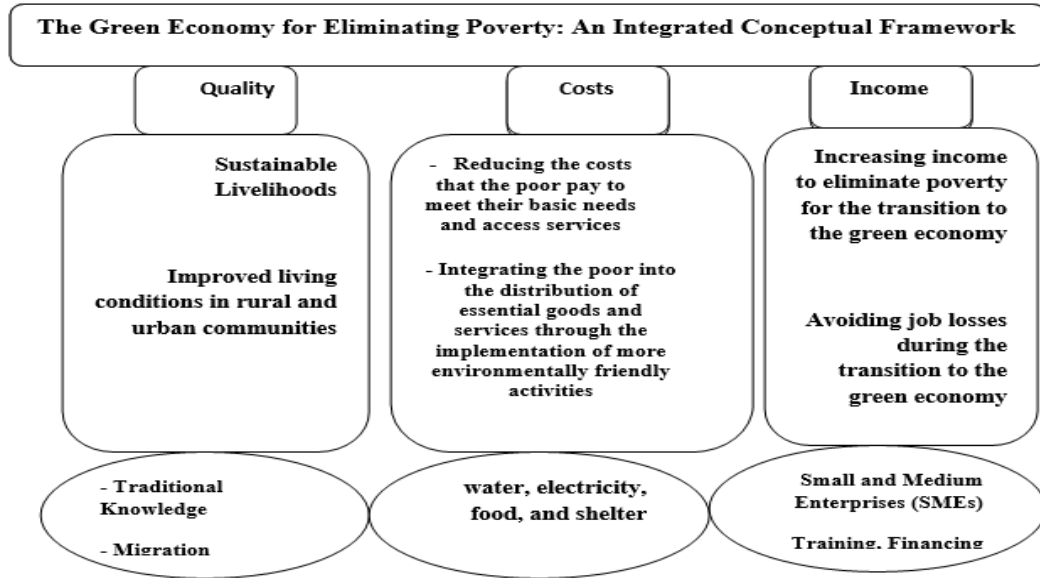 The Green Economy for Eliminating Poverty: An Integrated Conceptual Framework
Quality
Sustainable
Livelihoods
Improved living
conditions in rural and
urban communities
- Traditional
Knowledge
- Migration
Costs
- Reducing the costs
that the poor pay to
meet their basic needs
and access services
- Integrating the poor into
the distribution of
essential goods and
services through the
implementation of more
environmentally friendly
activities
water, electricity,
food, and shelter
Income
Increasing income
to eliminate poverty
for the transition to
the green economy
Avoiding job losses
during the
transition to the
green economy
Small and Medium
Enterprises (SMEs)
Training, Financing